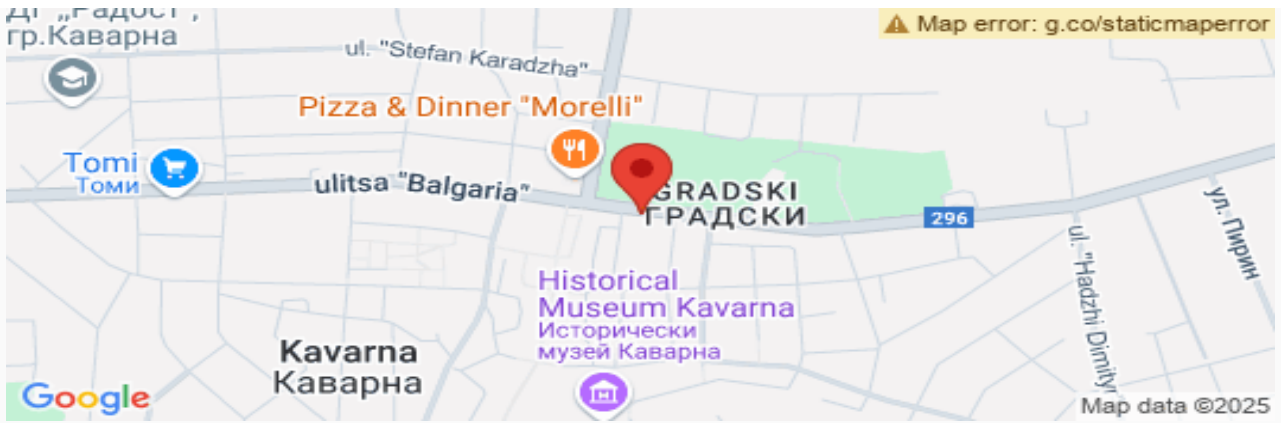 ДГ „Радост",
гр.Каварна
Map error: g.co/staticmaperror
ul. "Stefan Karadzha"
Pizza & Dinner "Morelli"
Tomi
Томи
ulitsa "Balgaria"
GRADSKI
ГРАДСКИ
296
ул. Пирин
ul. "Hadzhi Dimityr
Historical
Museum Kavarna
Исторически
музей Каварна
Kavarna
Каварна
Google
Map data ©2025